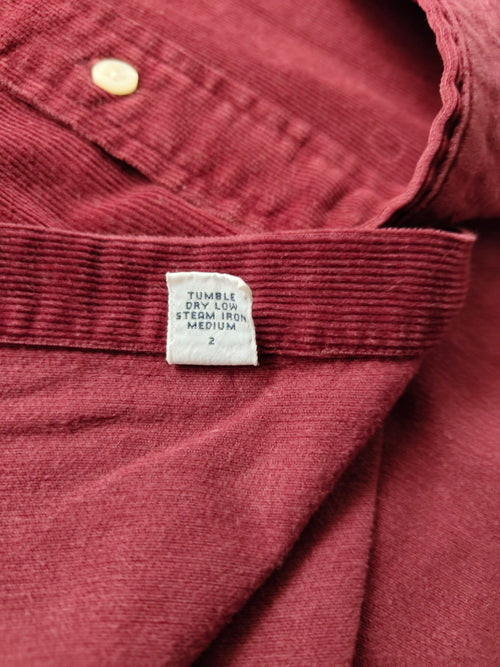 TUMBLE
DRY LOW
STEAM IRON
MEDIUM
2